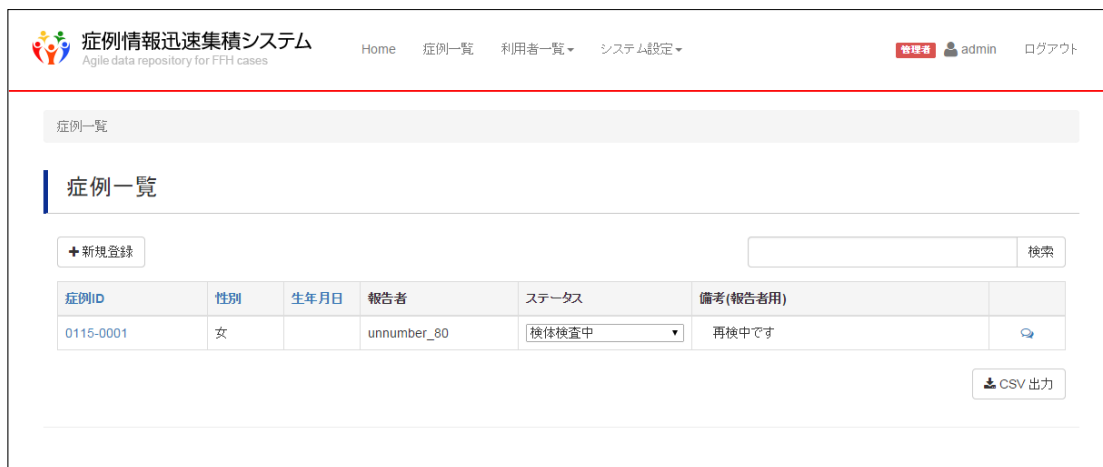 症例情報迅速集積システム
Agile data repository for FFH cases
Home 症例一覧 利用者一覧 システム設定 管理者 admin ログアウト
症例一覧
症例一覧
新規登録 検索
症例ID 性別 生年月日 報告者 ステータス 備考(報告者用)
0115-0001 女 unnumber_80 検体検査中 再検中です
CSV 出力